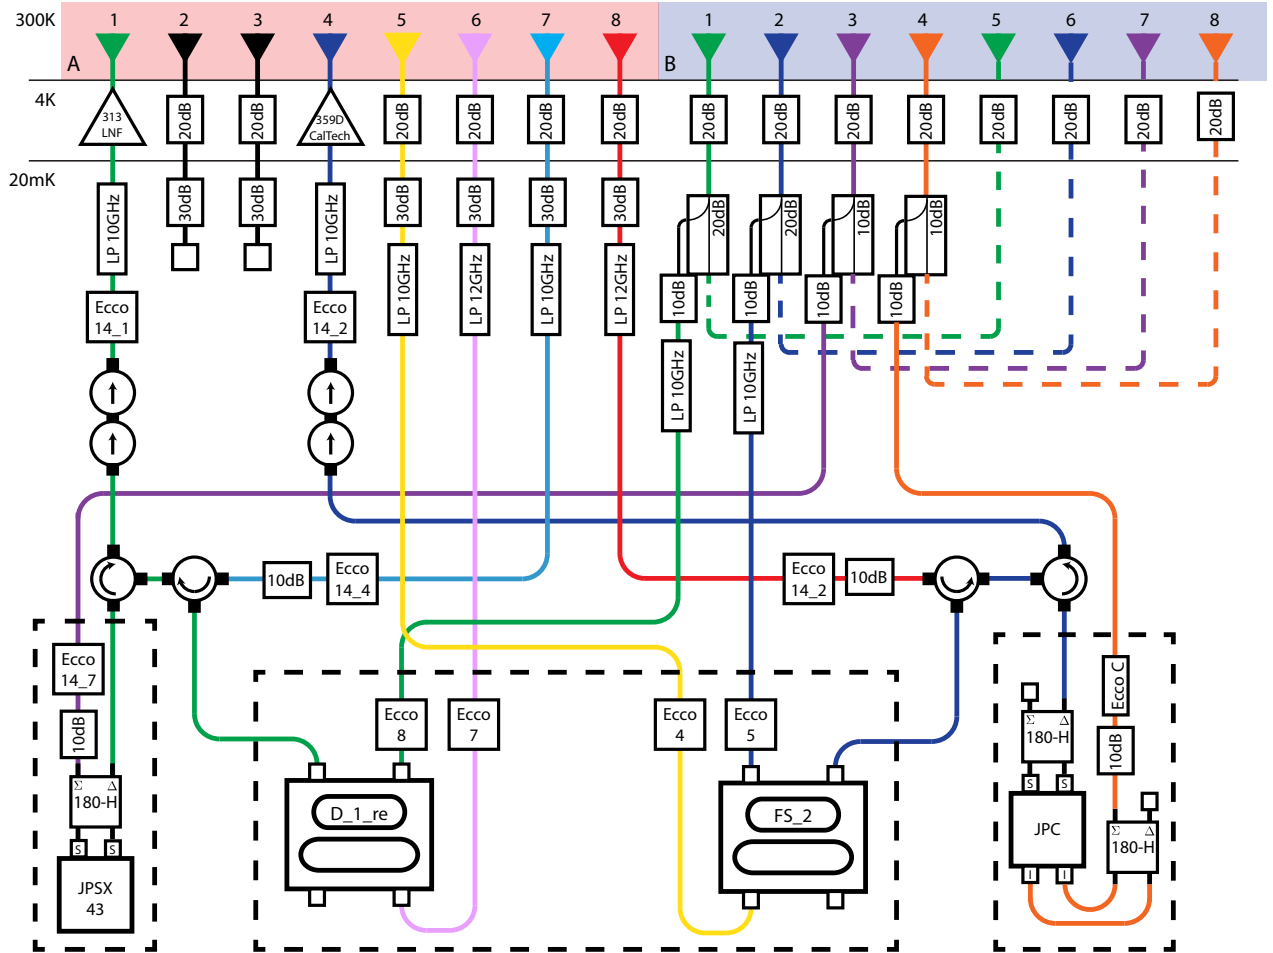 300K
1 2 3 4 5 6 7 8 1 2 3 4 5 6 7 8
A B
4K
313
LNF
20dB
20dB
359D
CalTech
20dB
20dB
20dB
20dB
20dB
20dB
20dB
20dB
20dB
20dB
20dB
20dB
20mK
LP 10GHz
30dB
30dB
LP 10GHz
30dB
30dB
30dB
30dB
20dB
20dB
10dB
10dB
LP 10GHz
LP 12GHz
LP 10GHz
LP 12GHz
10dB
10dB
10dB
10dB
Ecco
14_1
Ecco
14_2
LP 10GHz
LP 10GHz
10dB
Ecco
14_4
Ecco
14_2
10dB
Ecco
14_7
10dB
Ecco
8
Ecco
7
Ecco
4
Ecco
5
Ecco C
10dB
Σ Δ
180-H
S S
JPSX
43
D_1_re
FS_2
Σ Δ
180-H
S S
JPC
I I
Σ Δ
180-H